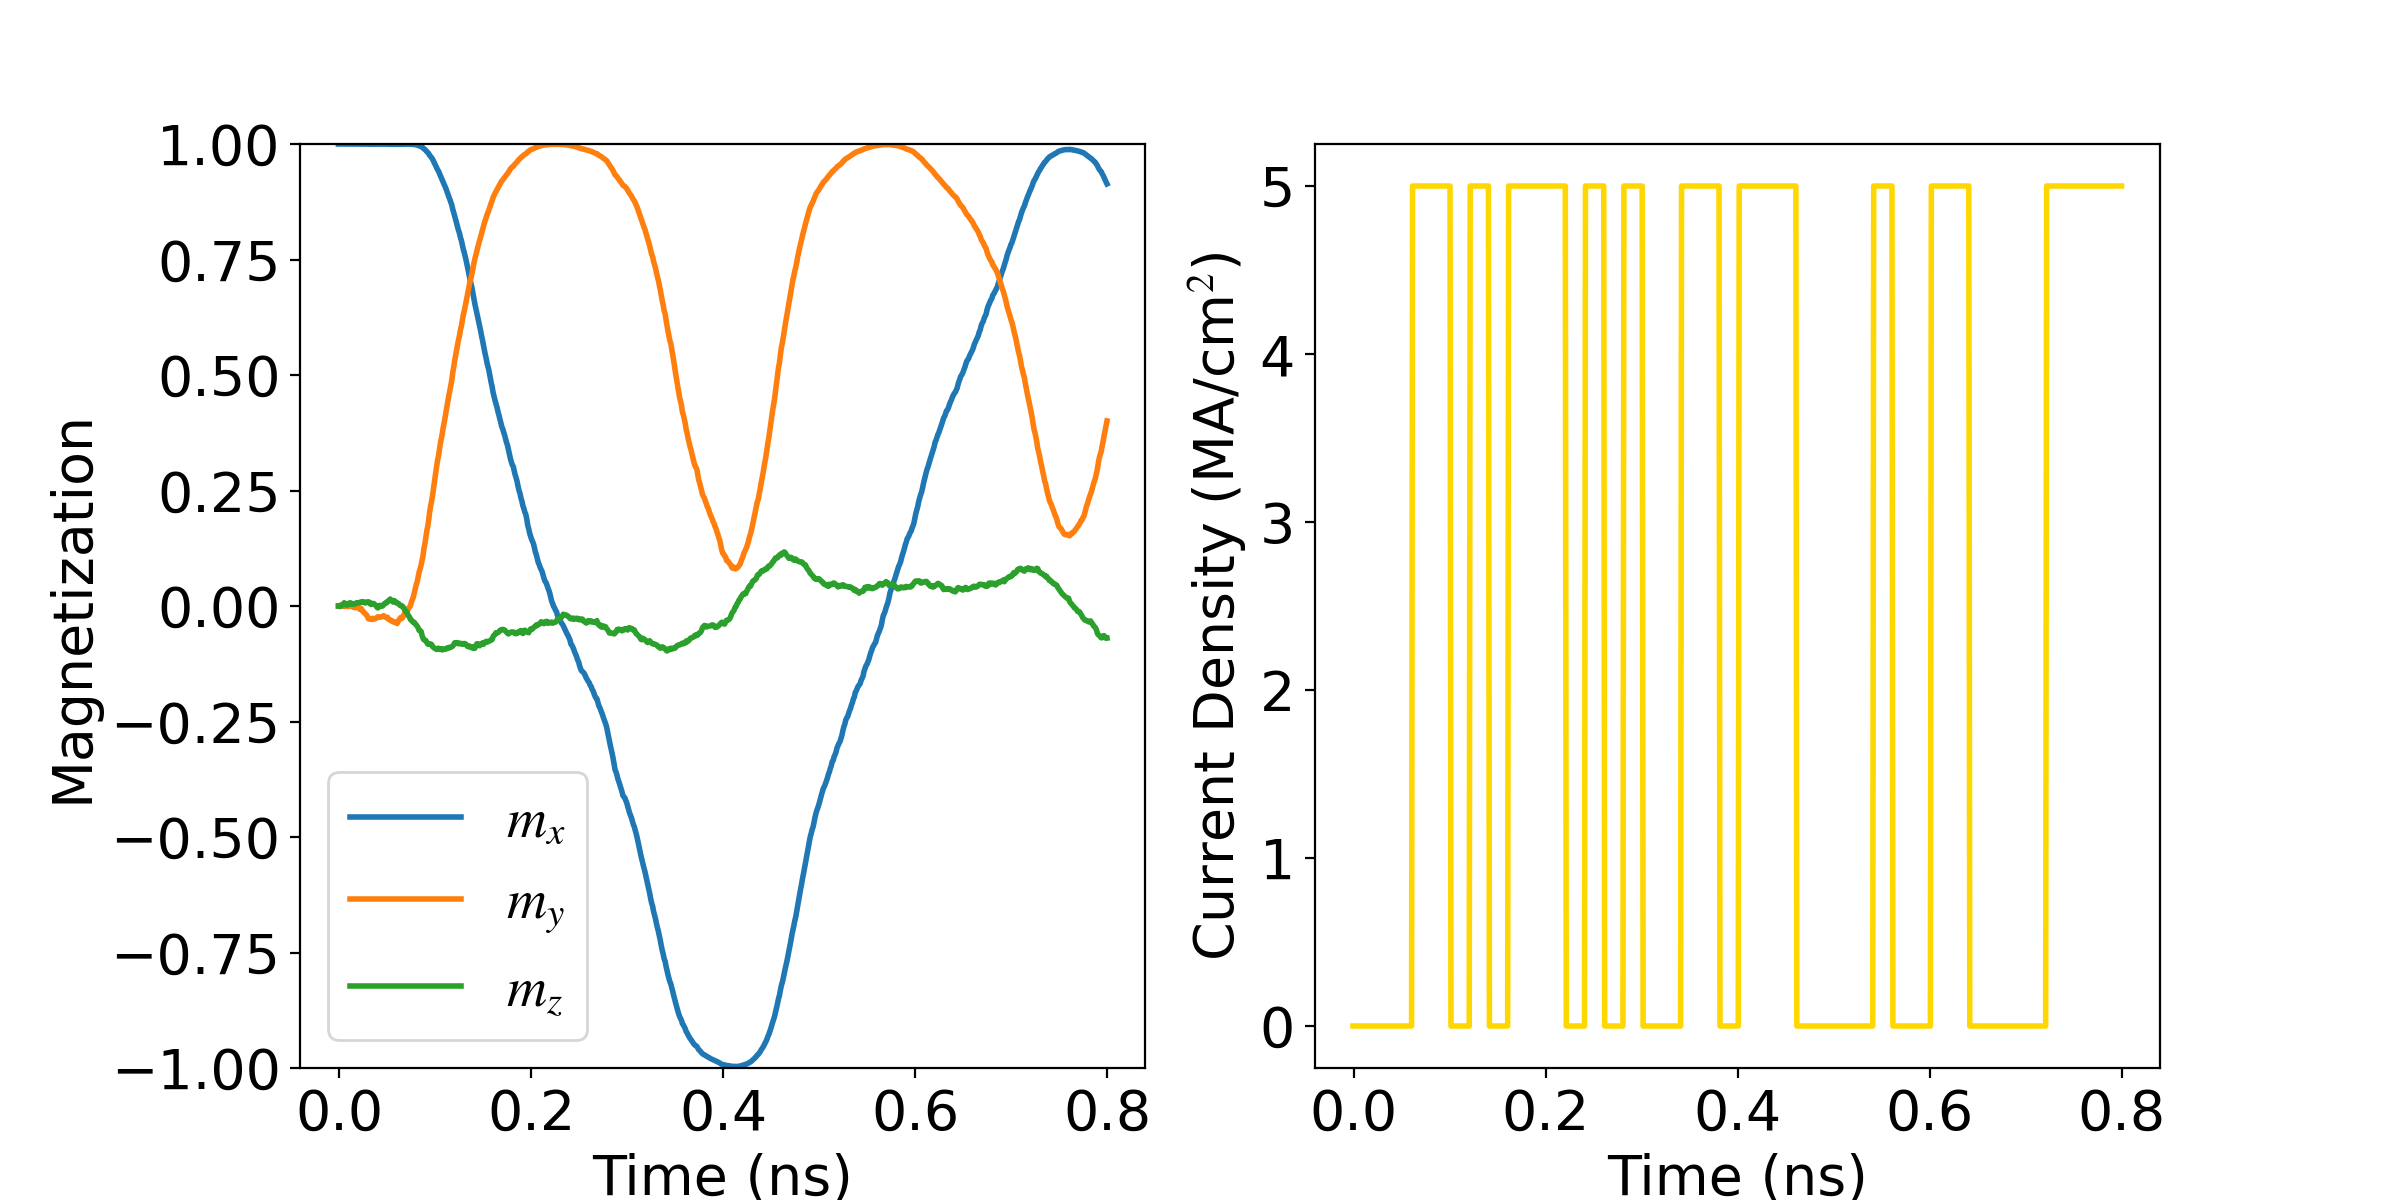 Magnetization
1.00
0.75
0.50
0.25
0.00
−0.25
−0.50
−0.75
−1.00
m_x
m_y
m_z
0.0 0.2 0.4 0.6 0.8
Time (ns)
Current Density (MA/cm²)
5
4
3
2
1
0
0.0 0.2 0.4 0.6 0.8
Time (ns)